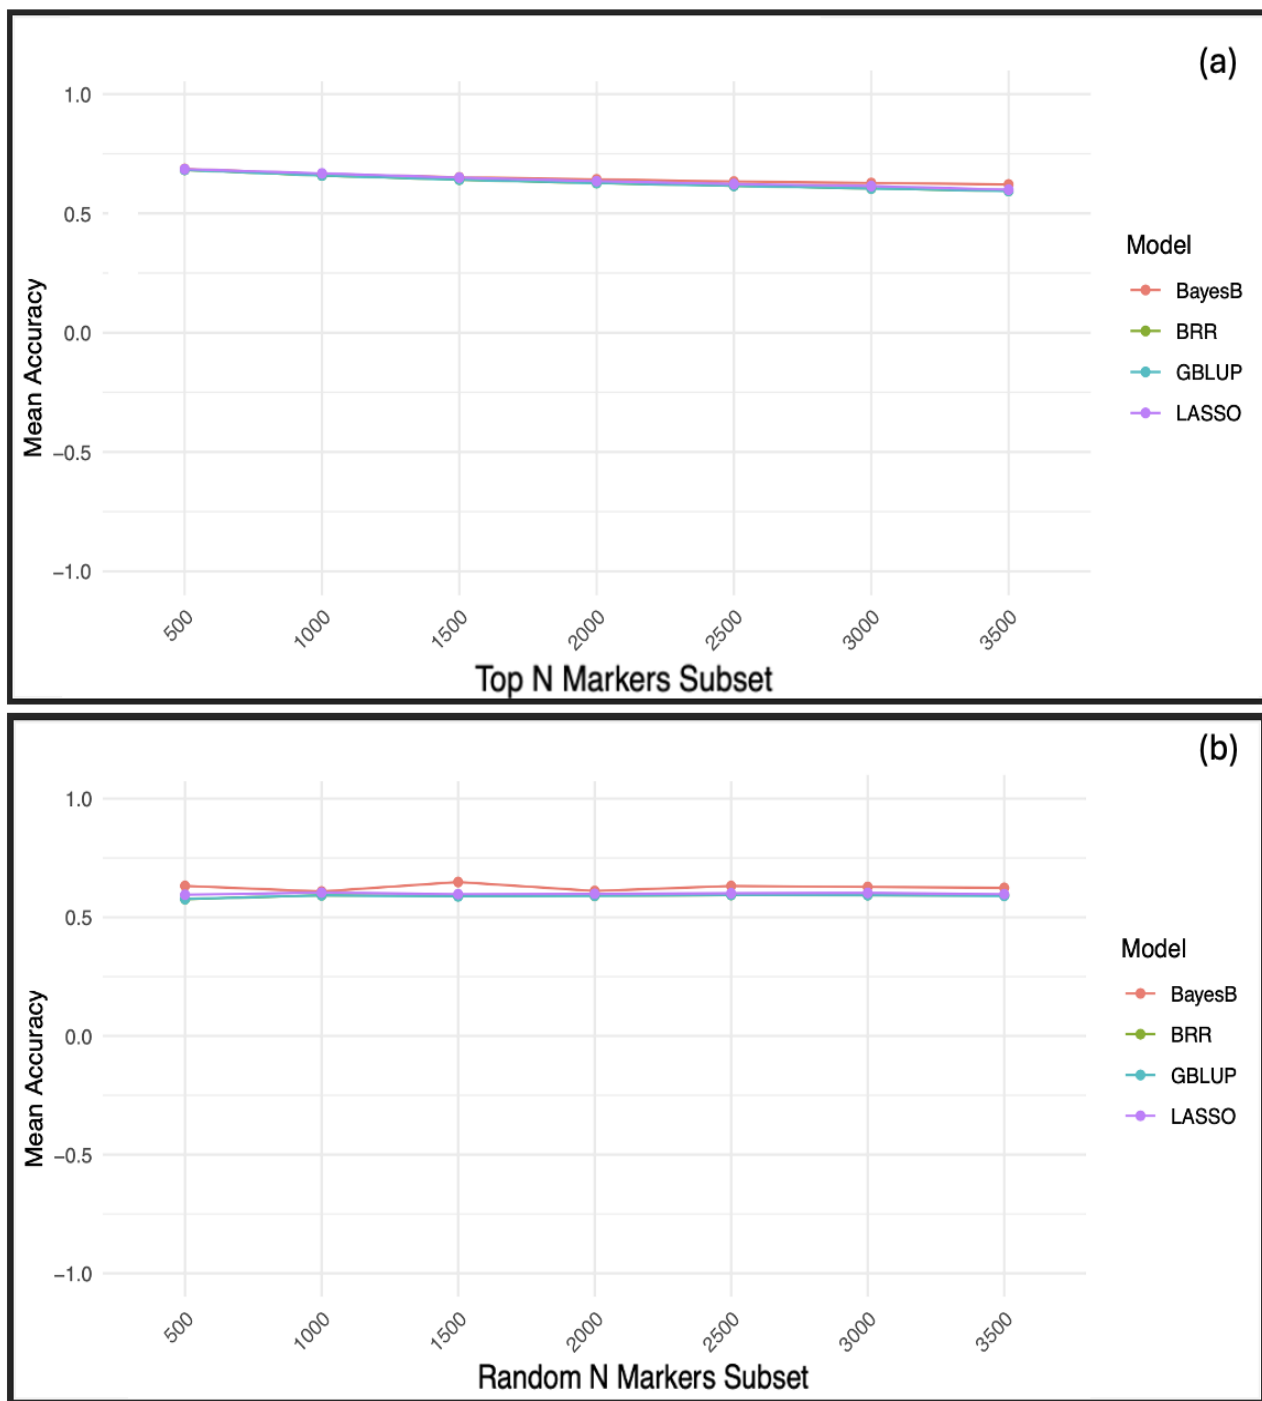 (a)
1.0
0.5
0.0
−0.5
−1.0
Mean Accuracy
500 1000 1500 2000 2500 3000 3500
Top N Markers Subset
Model
BayesB
BRR
GBLUP
LASSO
(b)
1.0
0.5
0.0
−0.5
−1.0
Mean Accuracy
500 1000 1500 2000 2500 3000 3500
Random N Markers Subset
Model
BayesB
BRR
GBLUP
LASSO